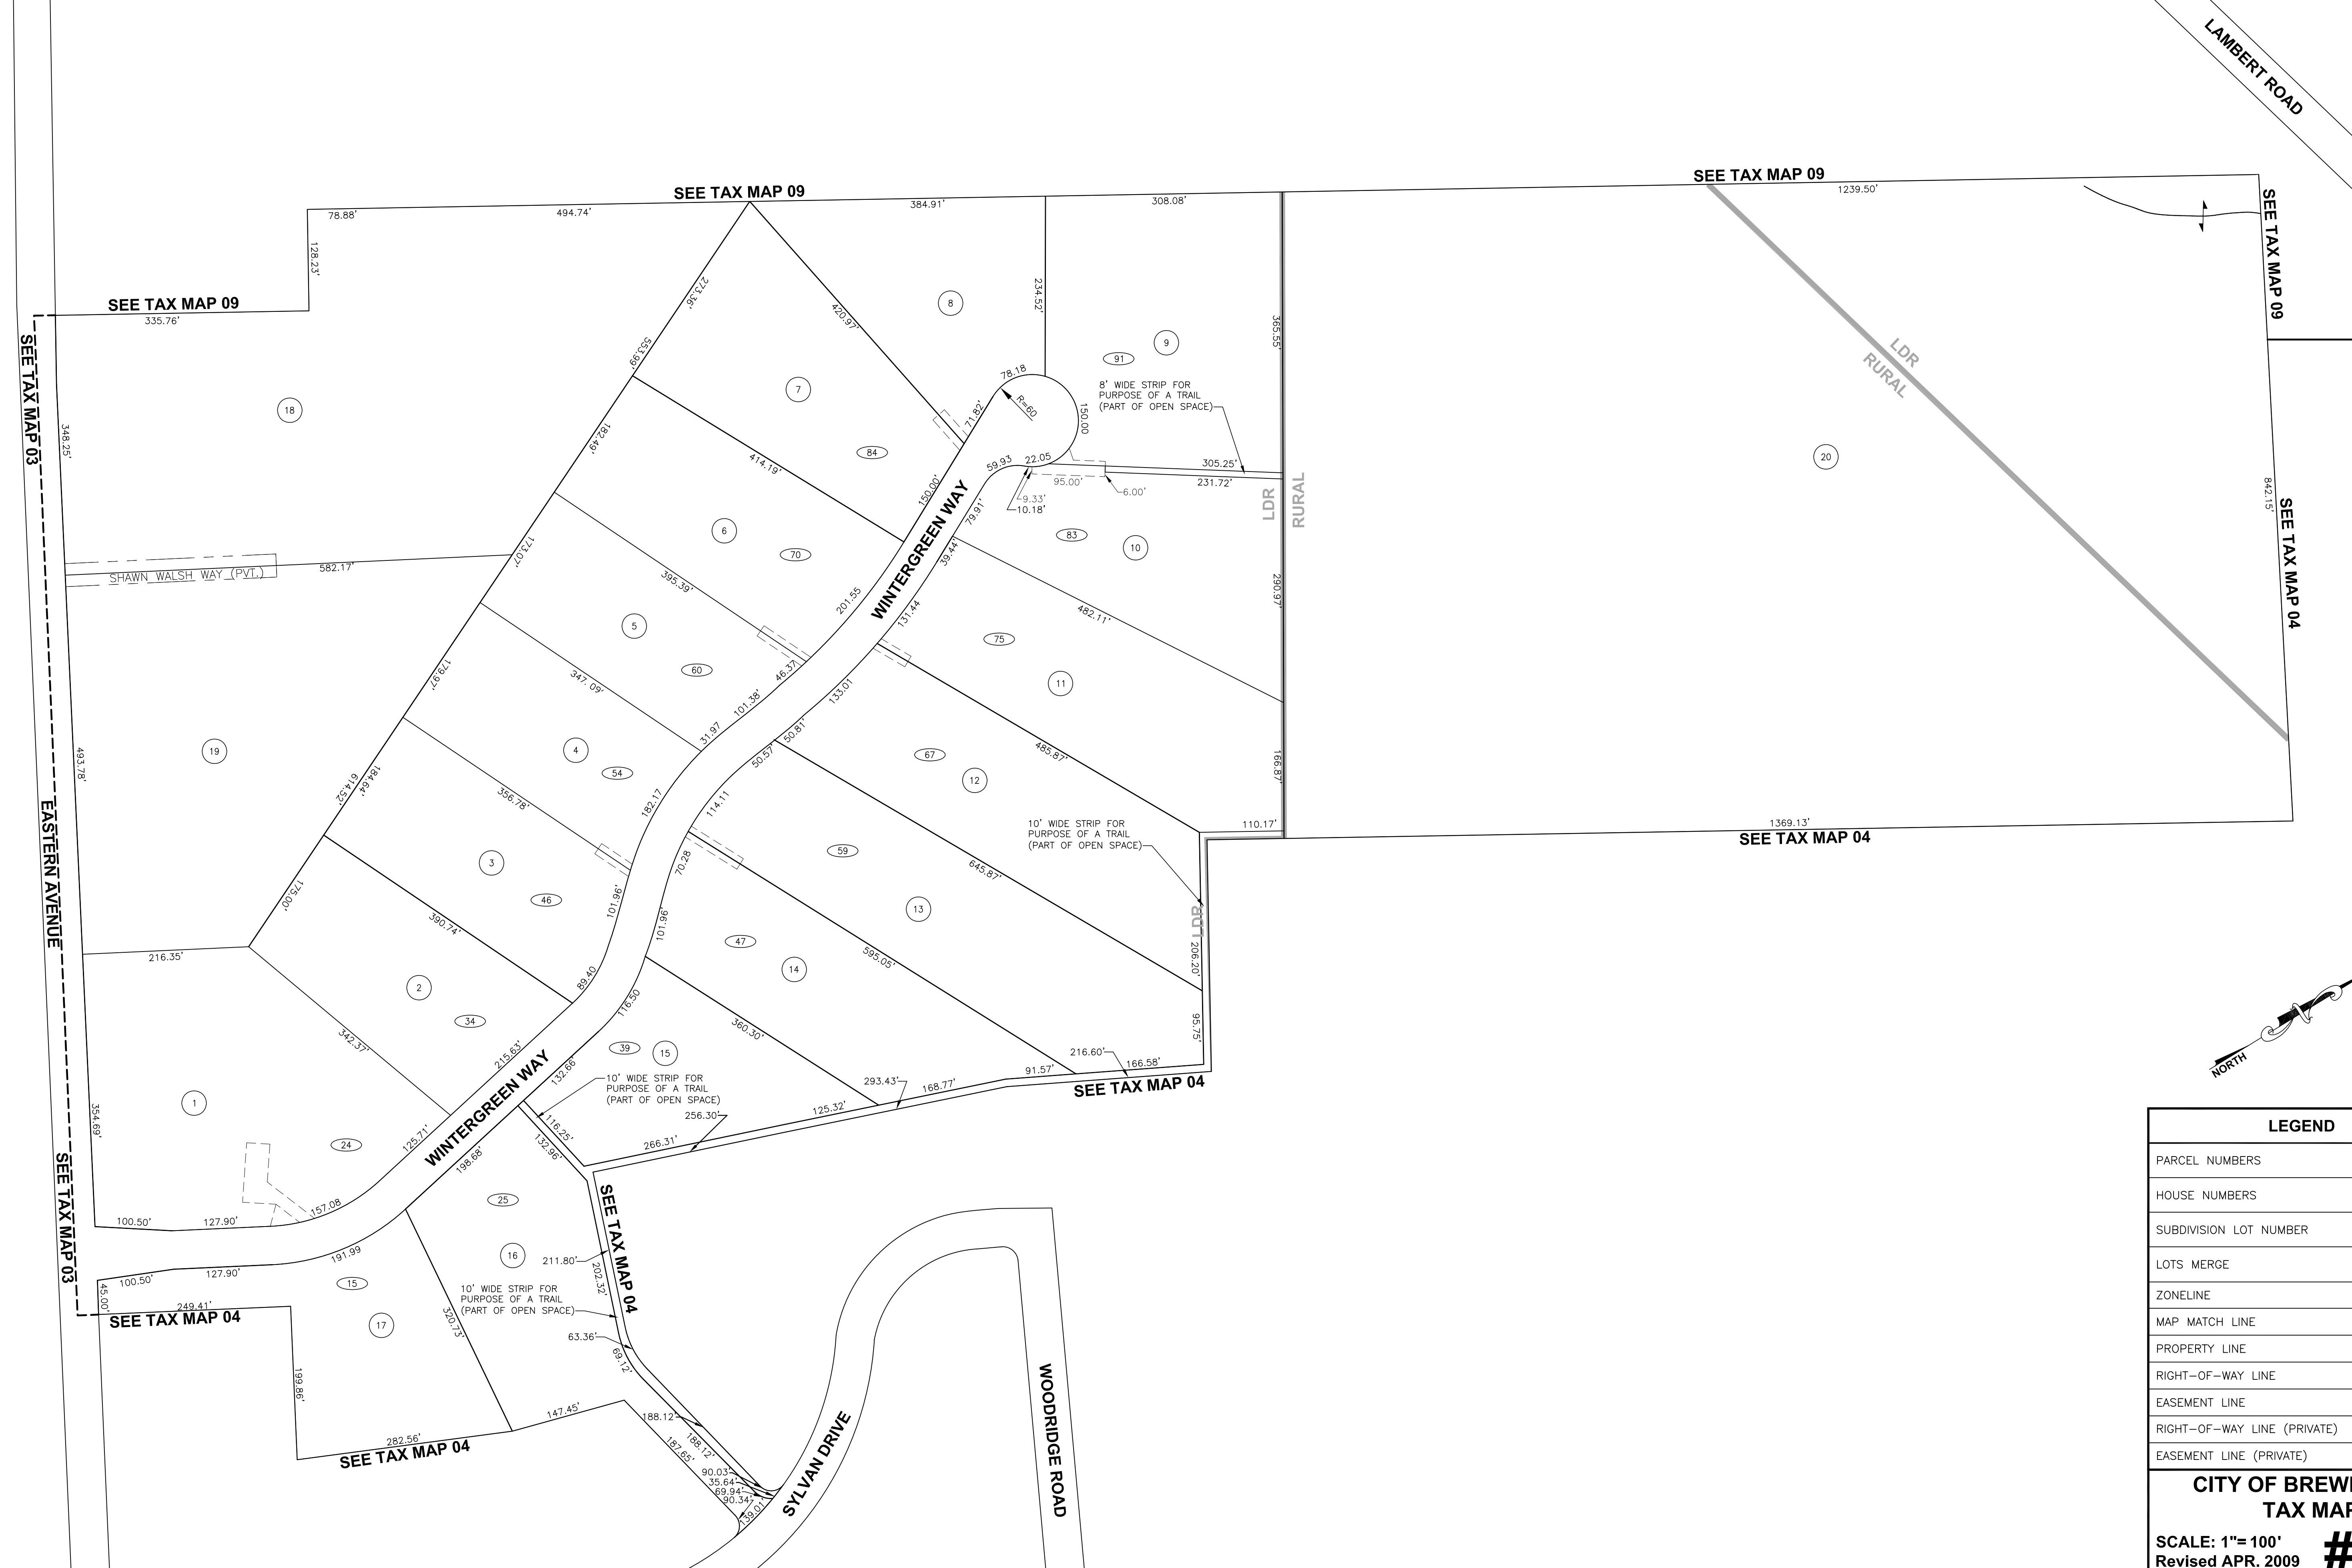 LAMBERT ROAD
SEE TAX MAP 09
SEE TAX MAP 09
1239.50'
78.88'
494.74'
384.91'
308.08'
128.23'
SEE TAX MAP 09
335.76'
SEE TAX MAP 09
SEE TAX MAP 03
273.36'
553.99'
420.97'
8
234.52'
9
91
365.55'
8' WIDE STRIP FOR
PURPOSE OF A TRAIL
(PART OF OPEN SPACE)
LDR
RURAL
18
348.25'
7
84
182.49'
414.19'
78.18
R=60
71.82'
150.00
150.00'
59.93
22.05
305.25'
231.72'
95.00'
6.00'
9.33'
10.18'
79.91'
LDR
RURAL
20
842.15'
SEE TAX MAP 04
WINTERGREEN WAY
6
70
173.07'
395.39'
39.44'
83
10
SHAWN WALSH WAY (PVT.)
582.17'
201.55
131.44
482.11'
290.97'
5
60
75
11
179.97'
347.09'
46.37
101.38'
31.97
133.01
50.81'
50.57'
485.87'
166.87'
19
493.78'
4
54
184.64'
614.52'
356.78'
182.17
114.11
67
12
110.17'
1369.13'
SEE TAX MAP 04
10' WIDE STRIP FOR
PURPOSE OF A TRAIL
(PART OF OPEN SPACE)
EASTERN AVENUE
3
46
175.00'
390.74'
101.96'
70.28
101.96'
59
13
645.87'
LDR
206.20'
216.35'
2
34
89.40
116.50
47
14
595.05'
360.30'
95.75'
342.37'
215.63'
132.66'
WINTERGREEN WAY
39
15
10' WIDE STRIP FOR
PURPOSE OF A TRAIL
(PART OF OPEN SPACE)
256.30'
293.43'
168.77'
91.57'
216.60'
166.58'
SEE TAX MAP 04
NORTH
1
24
354.69'
125.71'
198.68'
116.25'
132.96'
125.32'
266.31'
SEE TAX MAP 03
100.50'
127.90'
157.08
25
16
SEE TAX MAP 04
211.80'
202.32'
10' WIDE STRIP FOR
PURPOSE OF A TRAIL
(PART OF OPEN SPACE)
100.50'
127.90'
191.99
15
17
45.00'
249.41'
SEE TAX MAP 04
320.73'
63.36'
69.12'
199.86'
282.56'
SEE TAX MAP 04
147.45'
188.12'
188.12'
187.65'
90.03'
35.64'
69.94'
90.34'
139.01'
SYLVAN DRIVE
WOODRIDGE ROAD
LEGEND
PARCEL NUMBERS
HOUSE NUMBERS
SUBDIVISION LOT NUMBER
LOTS MERGE
ZONELINE
MAP MATCH LINE
PROPERTY LINE
RIGHT-OF-WAY LINE
EASEMENT LINE
RIGHT-OF-WAY LINE (PRIVATE)
EASEMENT LINE (PRIVATE)
CITY OF BREW
TAX MAP
SCALE: 1"= 100'
#
Revised APR. 2009